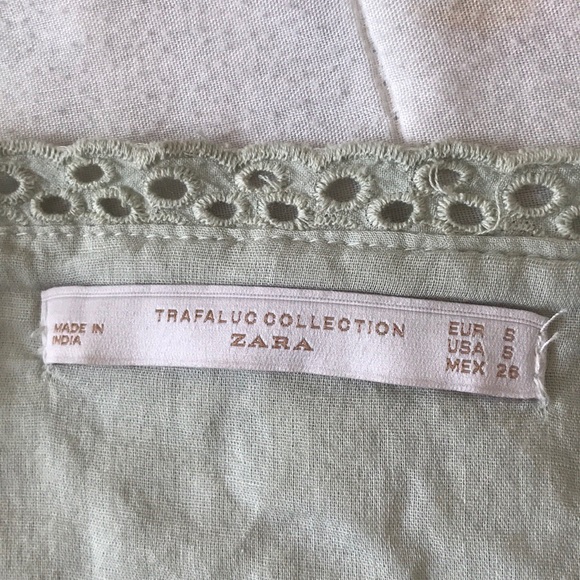 MADE IN
INDIA
TRAFALUC COLLECTION
ZARA
EUR S
USA S
MEX 26